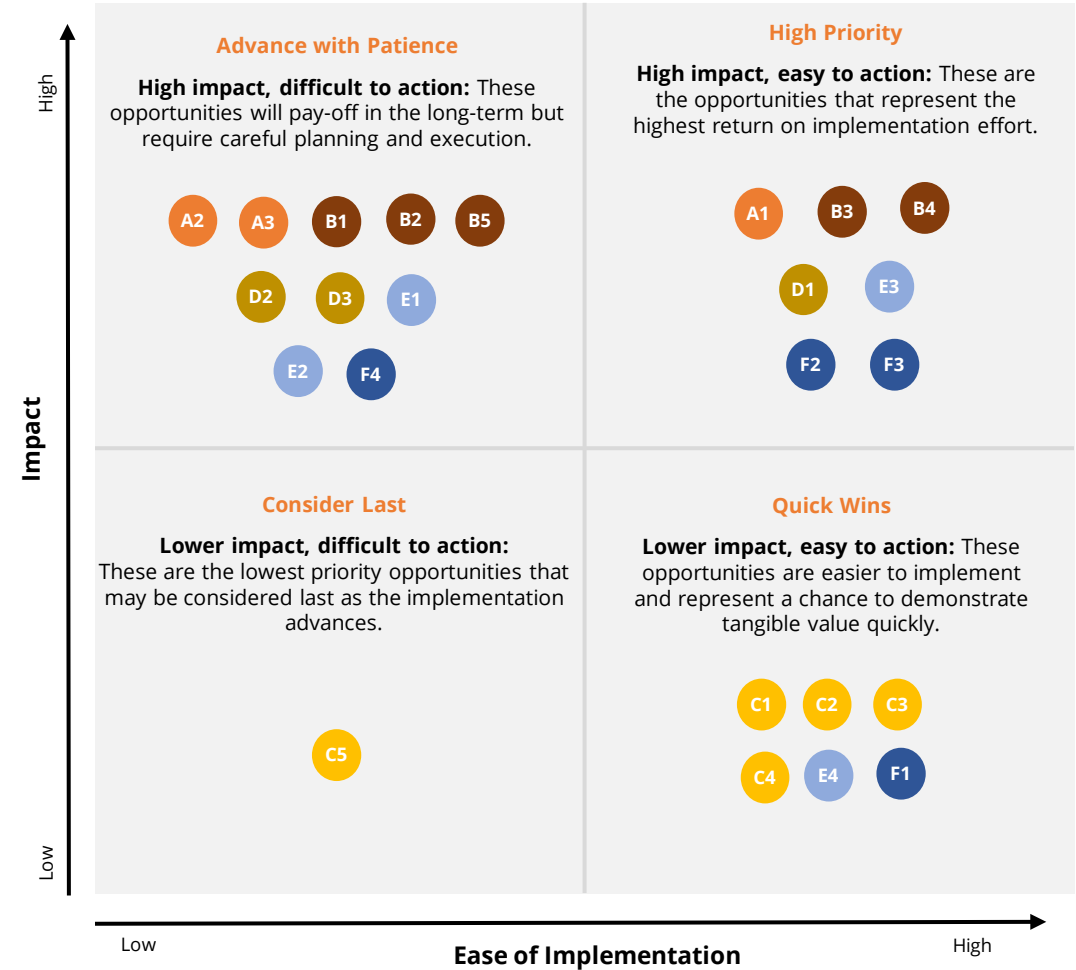 Advance with Patience
High impact, difficult to action: These
opportunities will pay-off in the long-term but
require careful planning and execution.
A2 A3 B1 B2 B5
D2 D3 E1
E2 F4
High Priority
High impact, easy to action: These are
the opportunities that represent the
highest return on implementation effort.
A1 B3 B4
D1 E3
F2 F3
Consider Last
Lower impact, difficult to action:
These are the lowest priority opportunities that
may be considered last as the implementation
advances.
C5
Quick Wins
Lower impact, easy to action: These
opportunities are easier to implement
and represent a chance to demonstrate
tangible value quickly.
C1 C2 C3
C4 E4 F1
High
Impact
Low
Low
Ease of Implementation
High